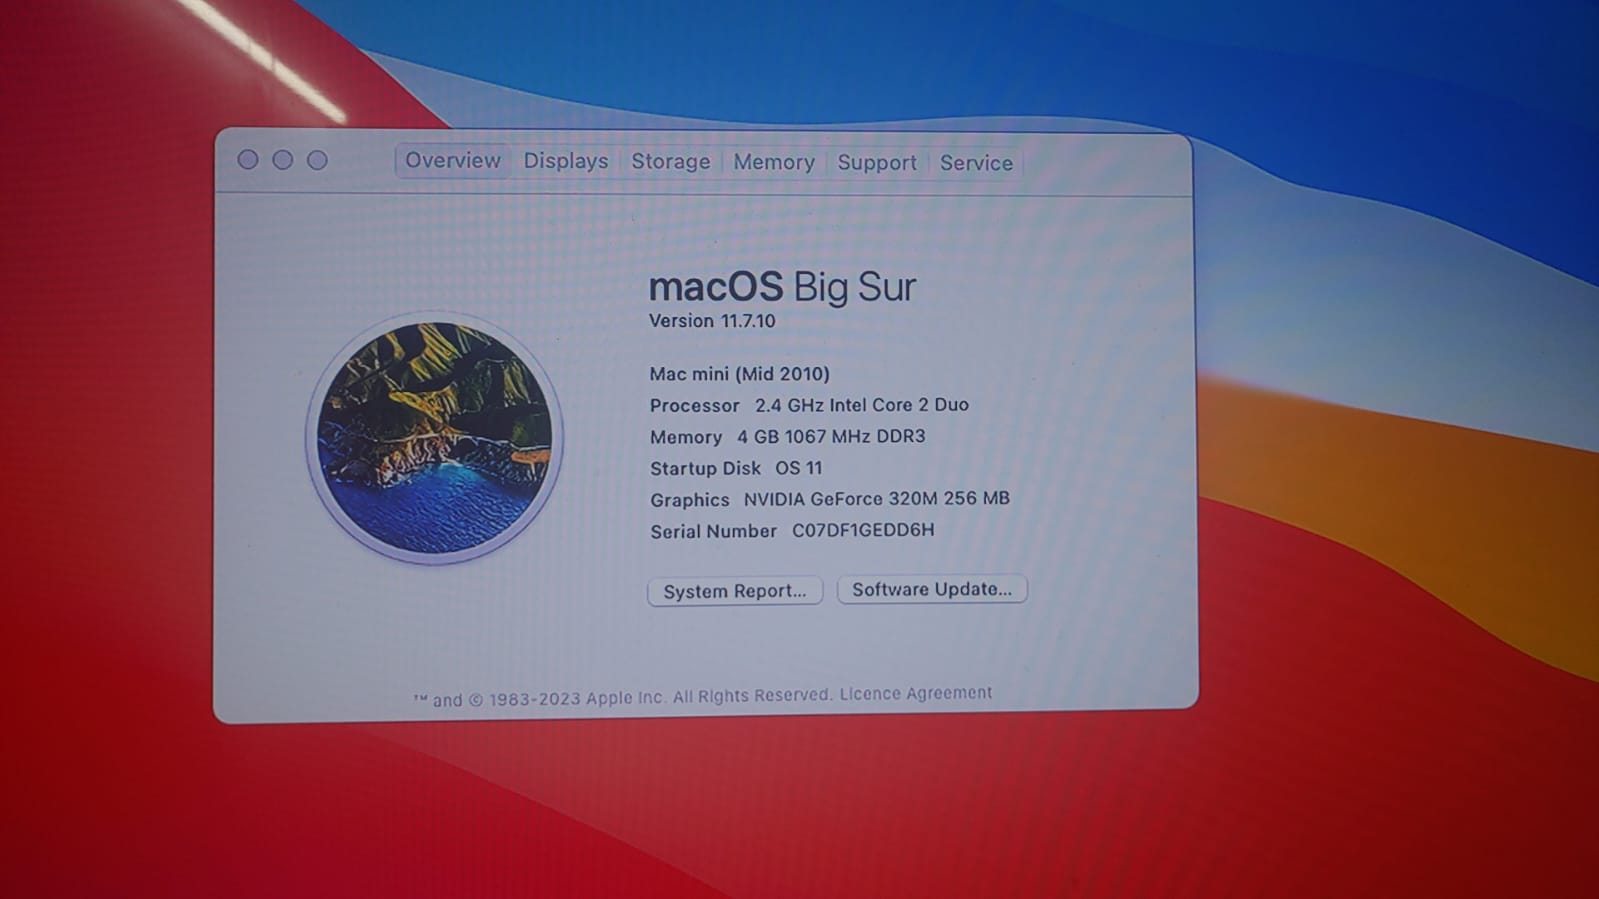 Overview Displays Storage Memory Support Service
macOS Big Sur
Version 11.7.10
Mac mini (Mid 2010)
Processor 2.4 GHz Intel Core 2 Duo
Memory 4 GB 1067 MHz DDR3
Startup Disk OS 11
Graphics NVIDIA GeForce 320M 256 MB
Serial Number C07DF1GEDD6H
System Report... Software Update...
™ and © 1983-2023 Apple Inc. All Rights Reserved. Licence Agreement